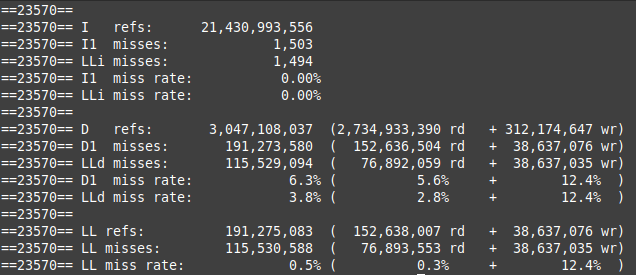 ==23570==
==23570== I   refs:      21,430,993,556
==23570== I1  misses:             1,503
==23570== LLi misses:             1,494
==23570== I1  miss rate:           0.00%
==23570== LLi miss rate:           0.00%
==23570==
==23570== D   refs:       3,047,108,037  (2,734,933,390 rd   + 312,174,647 wr)
==23570== D1  misses:       191,273,580  (  152,636,504 rd   +  38,637,076 wr)
==23570== LLd misses:       115,529,094  (   76,892,059 rd   +  38,637,035 wr)
==23570== D1  miss rate:            6.3% (          5.6%     +        12.4%  )
==23570== LLd miss rate:            3.8% (          2.8%     +        12.4%  )
==23570==
==23570== LL refs:          191,275,083  (  152,638,007 rd   +  38,637,076 wr)
==23570== LL misses:        115,530,588  (   76,893,553 rd   +  38,637,035 wr)
==23570== LL miss rate:             0.5% (          0.3%     +        12.4%  )